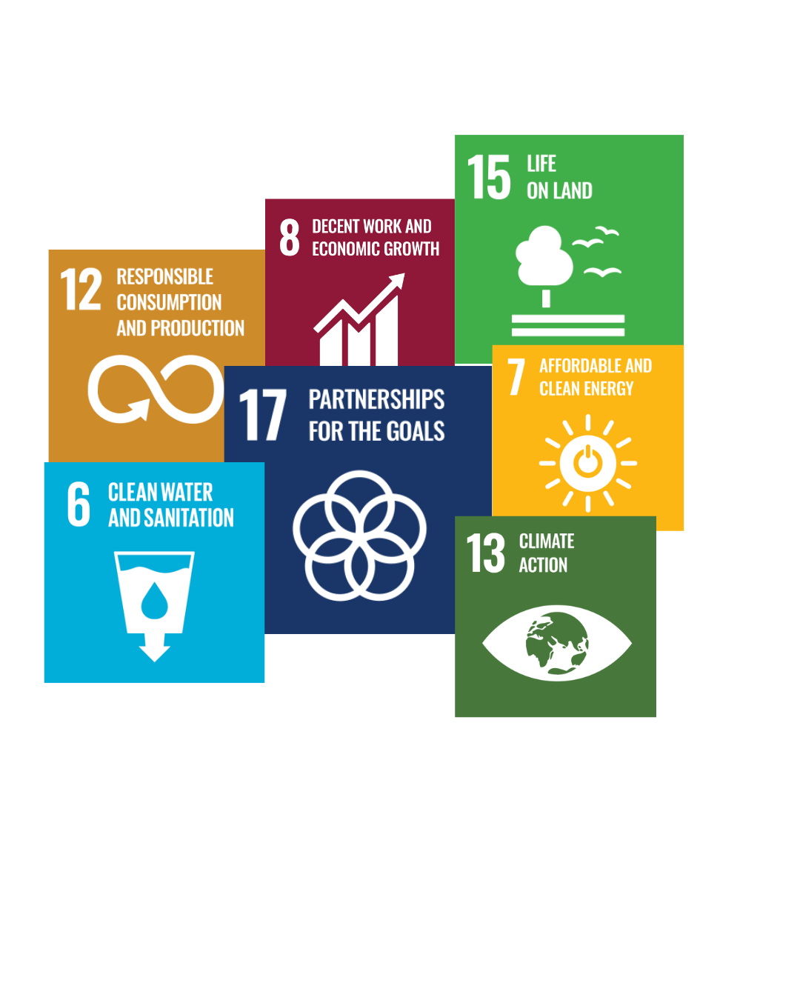 15
LIFE
ON LAND
8
DECENT WORK AND
ECONOMIC GROWTH
12
RESPONSIBLE
CONSUMPTION
AND PRODUCTION
7
AFFORDABLE AND
CLEAN ENERGY
17
PARTNERSHIPS
FOR THE GOALS
6
CLEAN WATER
AND SANITATION
13
CLIMATE
ACTION